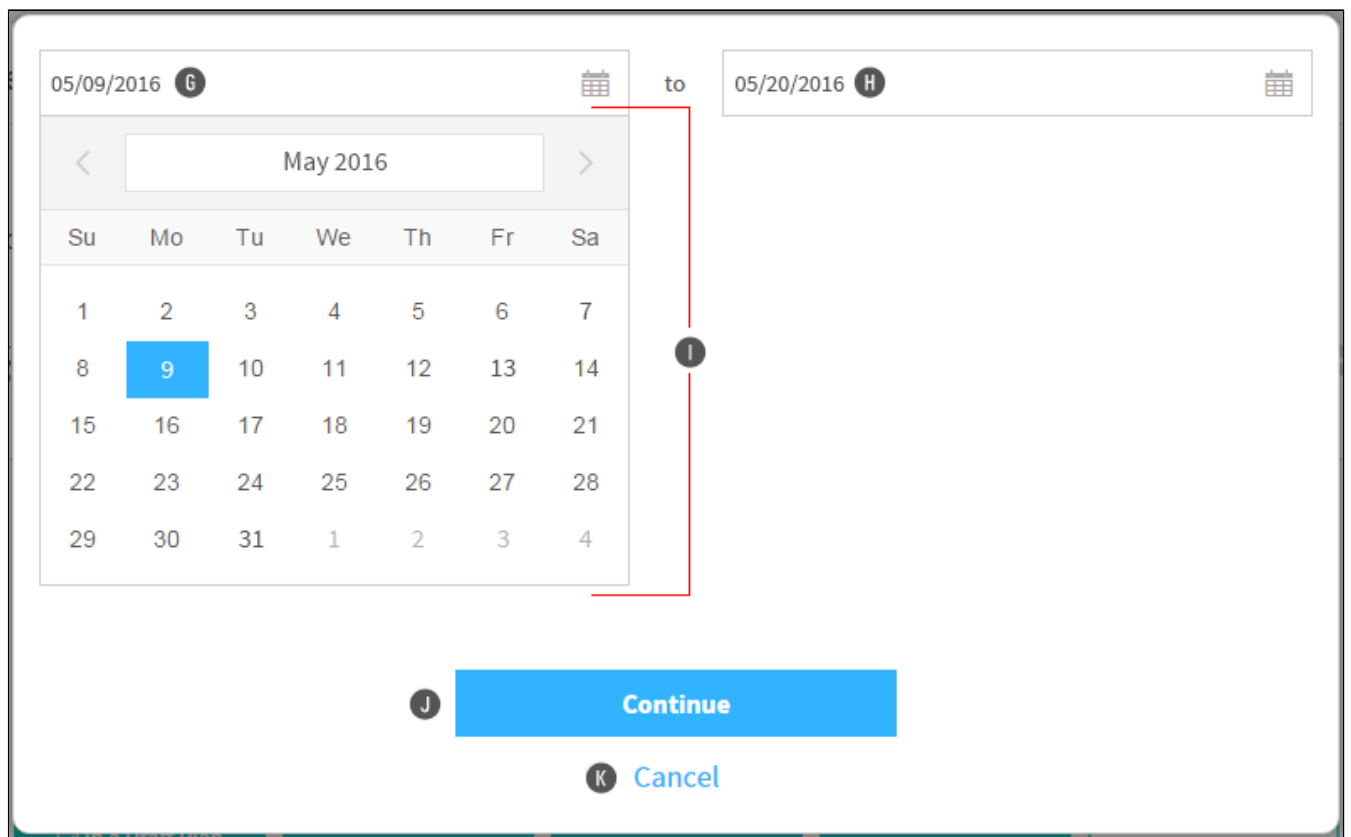 05/09/2016 G to 05/20/2016 H
May 2016
Su Mo Tu We Th Fr Sa
1 2 3 4 5 6 7
8 9 10 11 12 13 14
I
15 16 17 18 19 20 21
22 23 24 25 26 27 28
29 30 31 1 2 3 4
J Continue
K Cancel